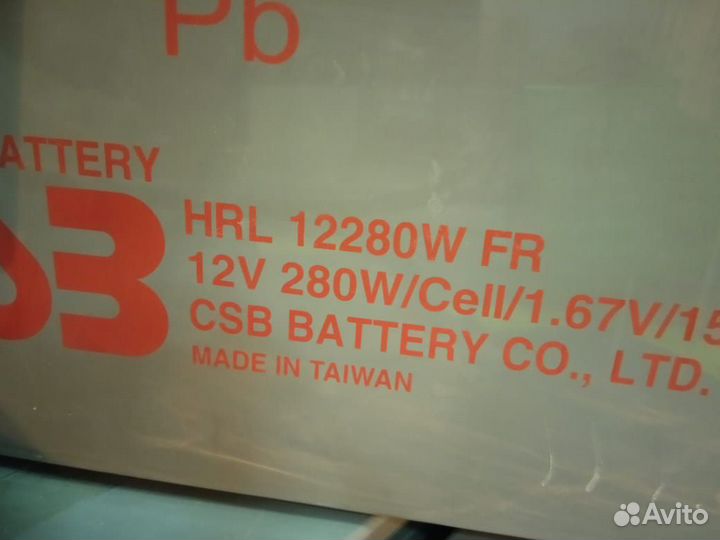 Pb
ATTERY
HRL 12280W FR
12V 280W/Cell/1.67V/15
CSB BATTERY CO., LTD.
MADE IN TAIWAN
Avito